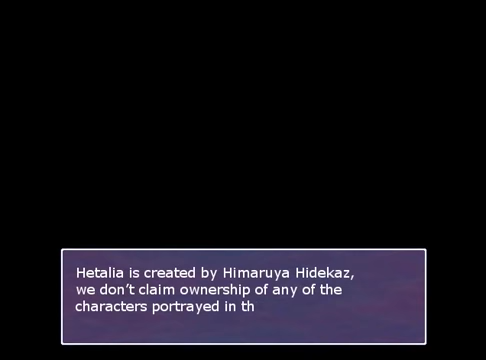 Hetalia is created by Himaruya Hidekaz,
we don't claim ownership of any of the
characters portrayed in th